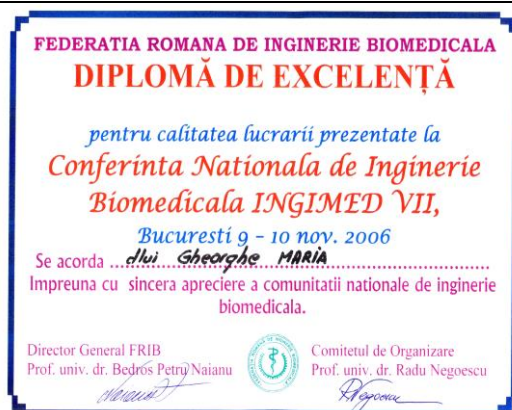 FEDERATIA ROMANA DE INGINERIE BIOMEDICALA
DIPLOMĂ DE EXCELENŢĂ
pentru calitatea lucrarii prezentate la
Conferinta Nationala de Inginerie
Biomedicala INGIMED VII,
Bucuresti 9 - 10 nov. 2006
Se acorda ...dlui Gheorghe MARIA...
Impreuna cu sincera apreciere a comunitatii nationale de inginerie
biomedicala.
Director General FRIB
Prof. univ. dr. Bedros Petru Naianu
Comitetul de Organizare
Prof. univ. dr. Radu Negoescu